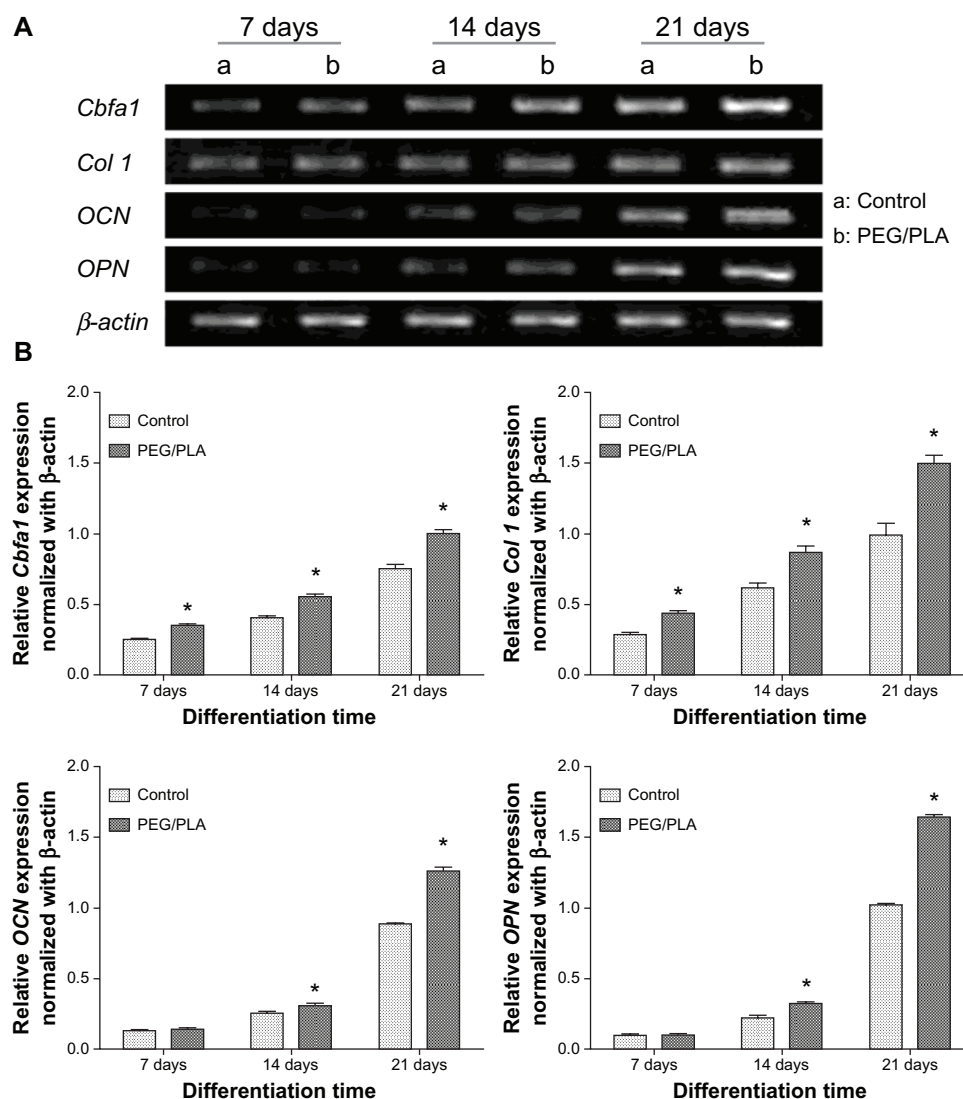 A
7 days 14 days 21 days
a b a b a b
Cbfa1
Col 1
OCN
OPN
β-actin
a: Control
b: PEG/PLA
B
Relative Cbfa1 expression
normalized with β-actin
2.0
1.5
1.0
0.5
0.0
Control
PEG/PLA
*
*
*
7 days 14 days 21 days
Differentiation time
Relative Col 1 expression
normalized with β-actin
2.0
1.5
1.0
0.5
0.0
Control
PEG/PLA
*
*
*
7 days 14 days 21 days
Differentiation time
Relative OCN expression
normalized with β-actin
2.0
1.5
1.0
0.5
0.0
Control
PEG/PLA
*
*
7 days 14 days 21 days
Differentiation time
Relative OPN expression
normalized with β-actin
2.0
1.5
1.0
0.5
0.0
Control
PEG/PLA
*
*
7 days 14 days 21 days
Differentiation time